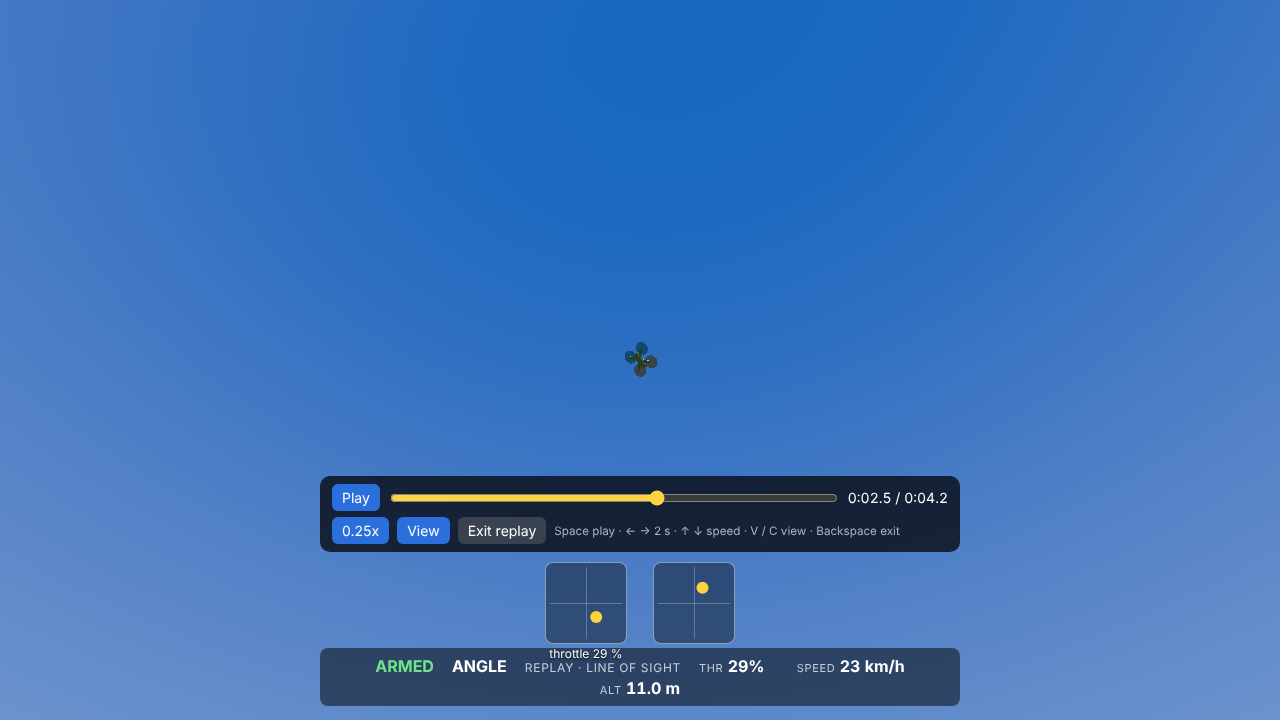 Play 0:02.5 / 0:04.2
0.25x View Exit replay Space play · ← → 2 s · ↑ ↓ speed · V / C view · Backspace exit
throttle 29 %
ARMED ANGLE REPLAY · LINE OF SIGHT THR 29% SPEED 23 km/h
ALT 11.0 m